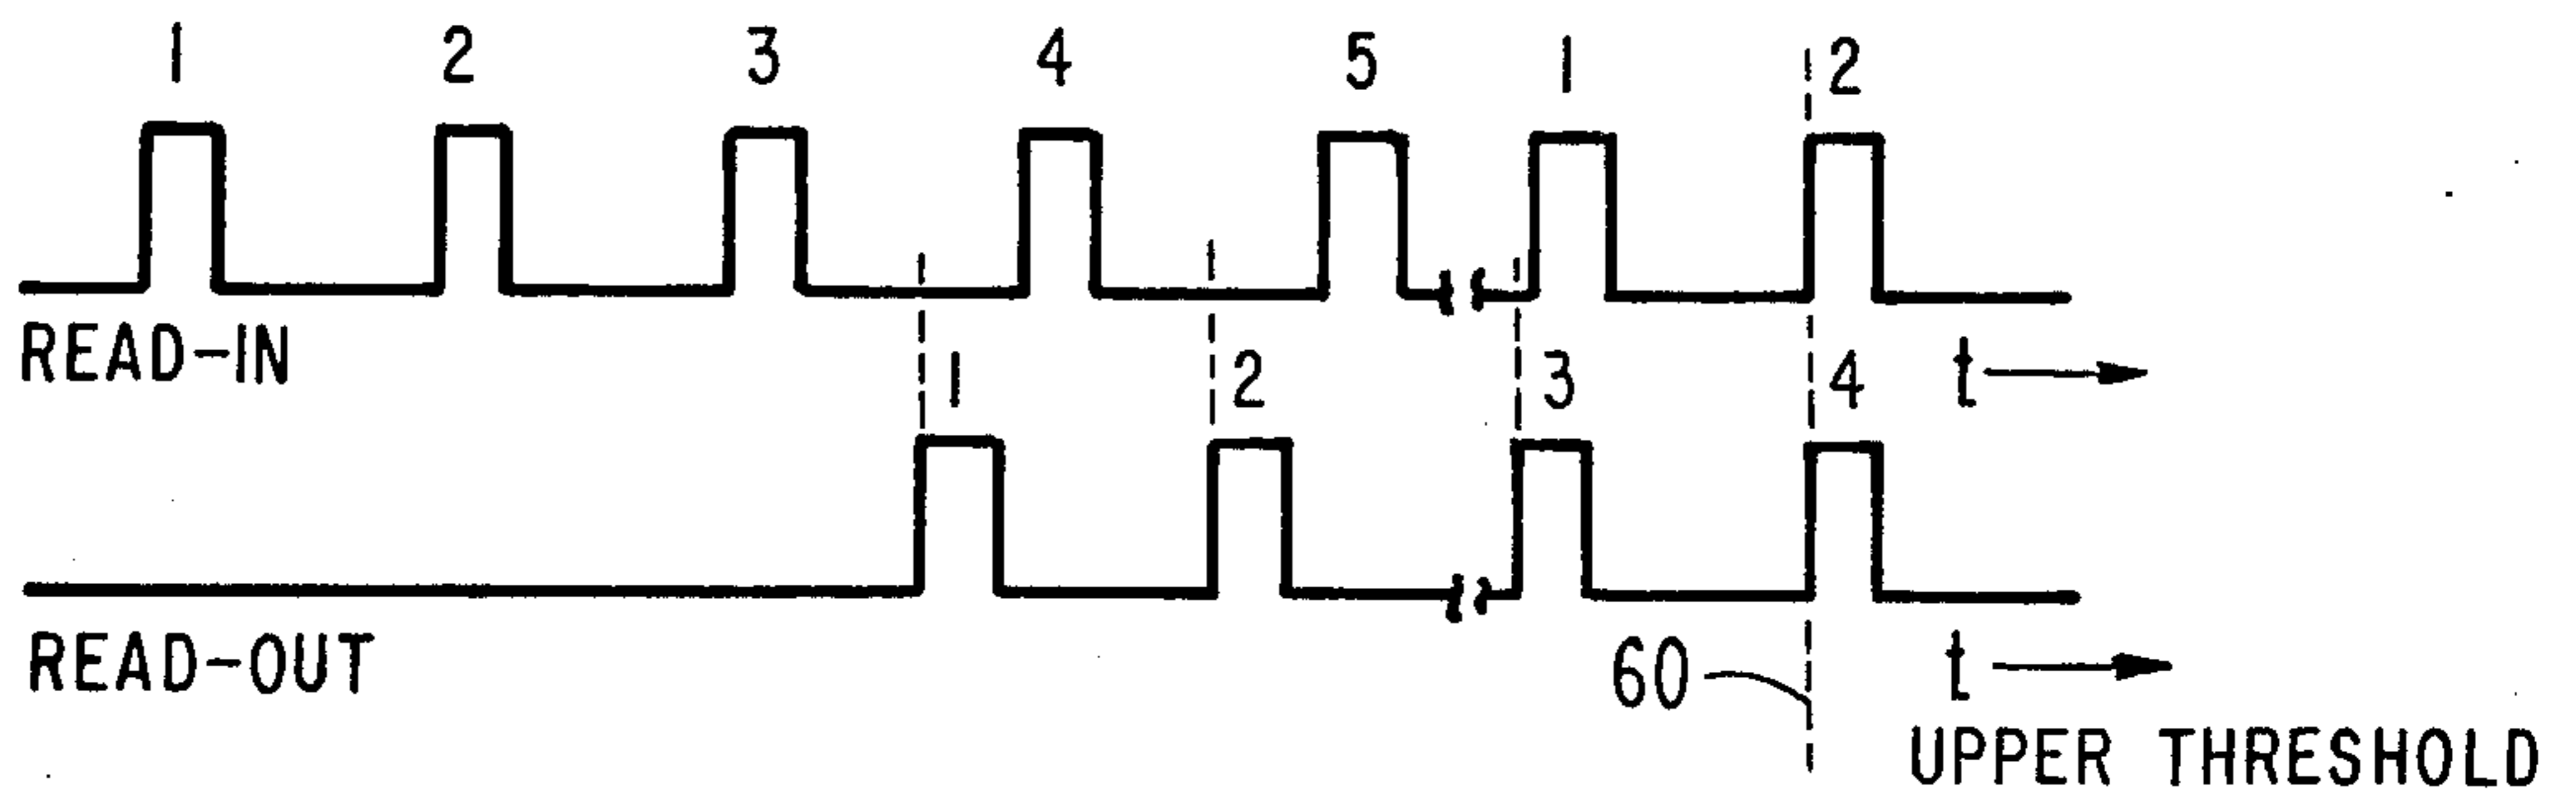 1 2 3 4 5 1 2
READ-IN
t
1 2 3 4
READ-OUT
60
t
UPPER THRESHOLD